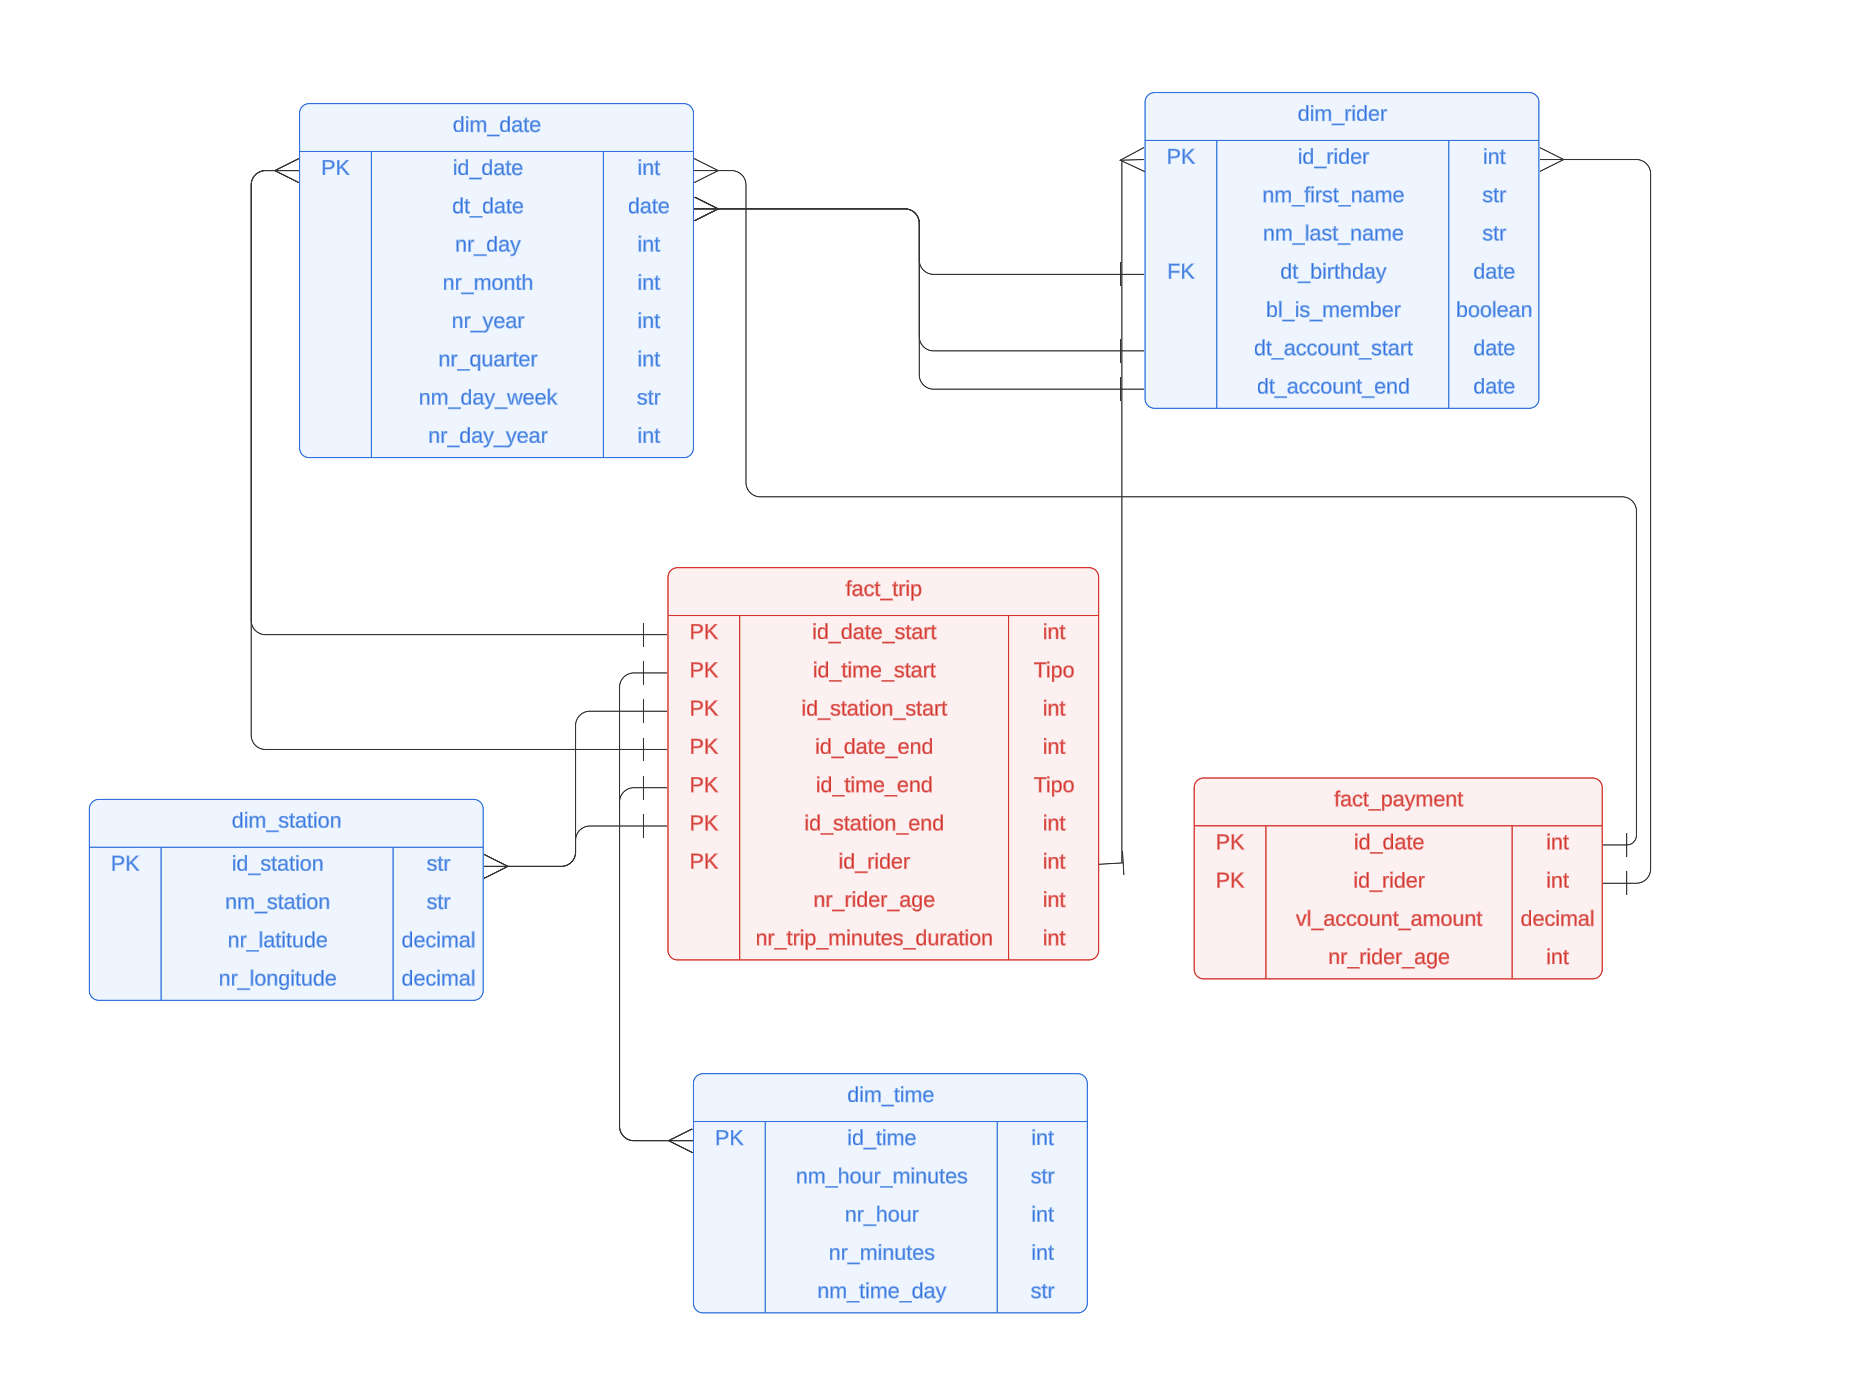 dim_date
PK id_date int
dt_date date
nr_day int
nr_month int
nr_year int
nr_quarter int
nm_day_week str
nr_day_year int
dim_rider
PK id_rider int
nm_first_name str
nm_last_name str
FK dt_birthday date
bl_is_member boolean
dt_account_start date
dt_account_end date
fact_trip
PK id_date_start int
PK id_time_start Tipo
PK id_station_start int
PK id_date_end int
PK id_time_end Tipo
PK id_station_end int
PK id_rider int
nr_rider_age int
nr_trip_minutes_duration int
fact_payment
PK id_date int
PK id_rider int
vl_account_amount decimal
nr_rider_age int
dim_station
PK id_station str
nm_station str
nr_latitude decimal
nr_longitude decimal
dim_time
PK id_time int
nm_hour_minutes str
nr_hour int
nr_minutes int
nm_time_day str